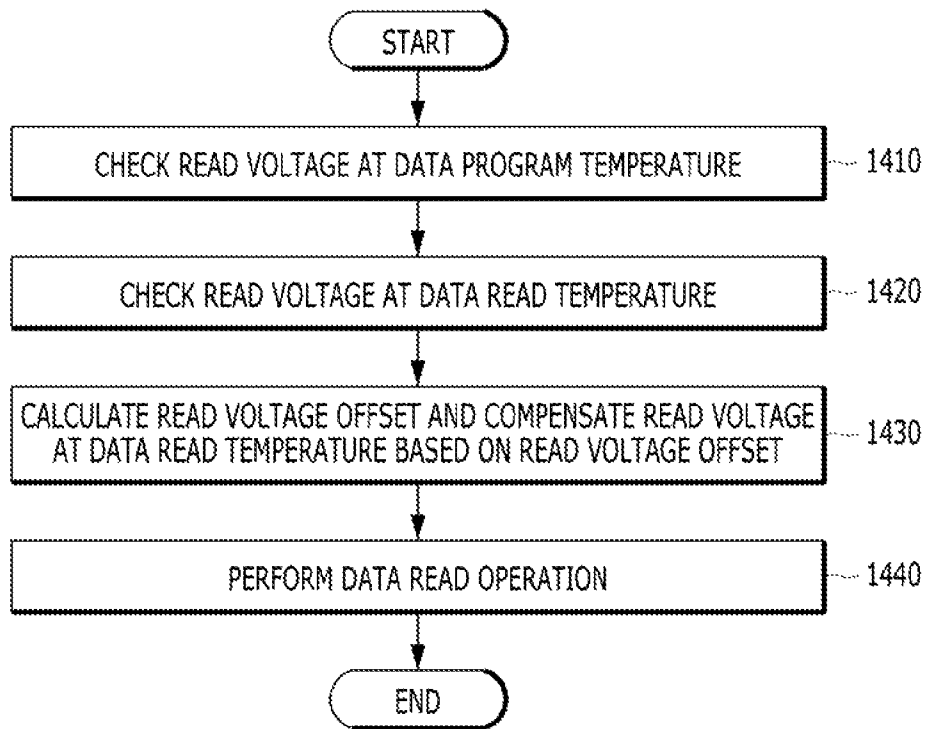 START
CHECK READ VOLTAGE AT DATA PROGRAM TEMPERATURE
1410
CHECK READ VOLTAGE AT DATA READ TEMPERATURE
1420
CALCULATE READ VOLTAGE OFFSET AND COMPENSATE READ VOLTAGE
AT DATA READ TEMPERATURE BASED ON READ VOLTAGE OFFSET
1430
PERFORM DATA READ OPERATION
1440
END